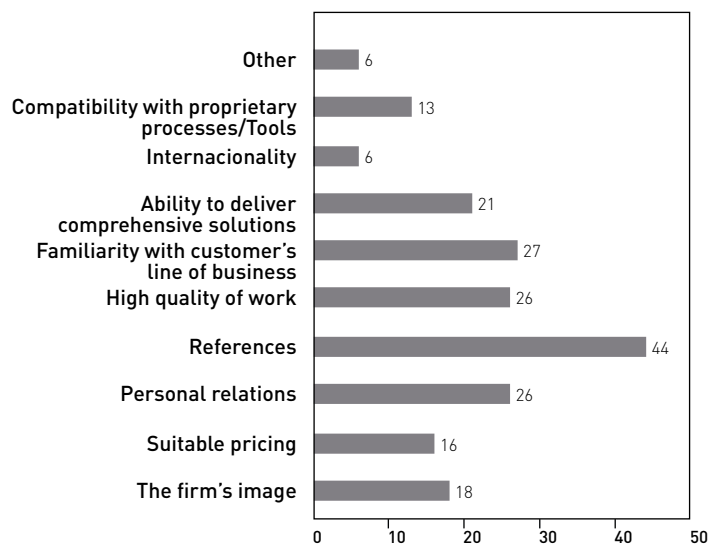 Other 6
Compatibility with proprietary 13
processes/Tools
Internacionality 6
Ability to deliver 21
comprehensive solutions
Familiarity with customer's 27
line of business
High quality of work 26
References 44
Personal relations 26
Suitable pricing 16
The firm's image 18
0 10 20 30 40 50